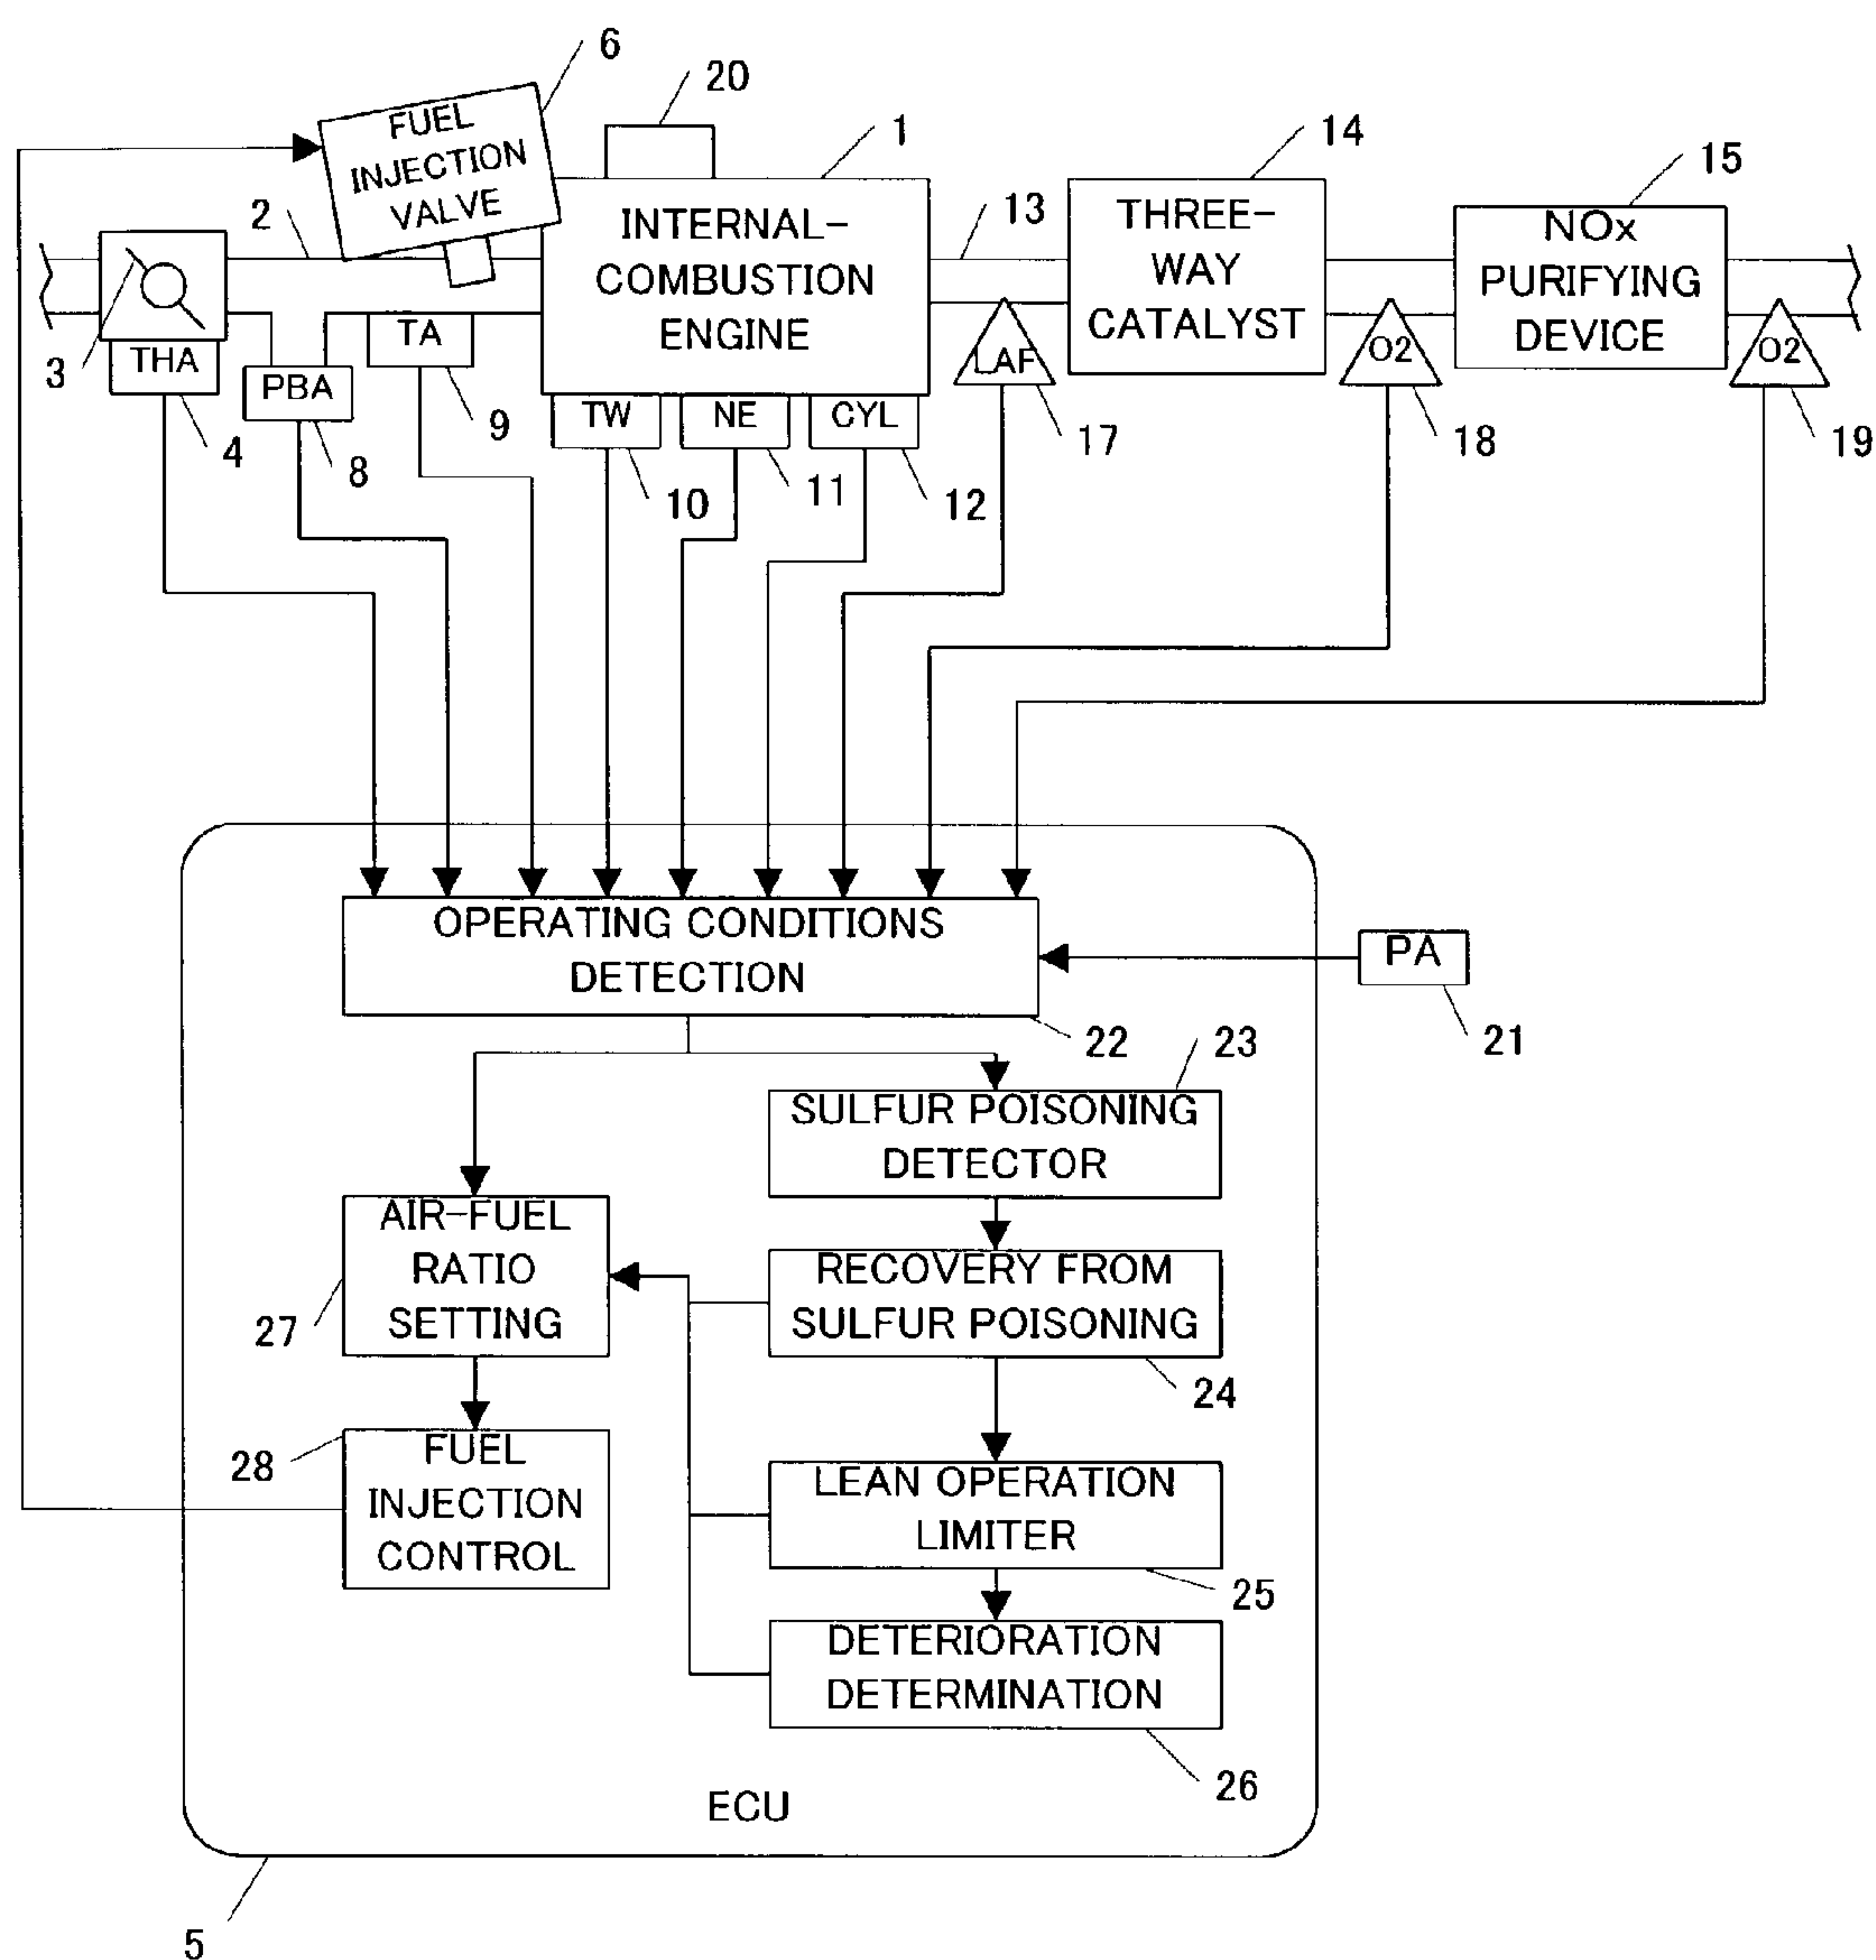 6
20
1
14
15
FUEL
INJECTION
VALVE
2
INTERNAL-
COMBUSTION
ENGINE
13
THREE-
WAY
CATALYST
NOx
PURIFYING
DEVICE
3
THA
PBA
TA
LAF
O2
O2
4
8
9
TW
NE
CYL
10
11
12
17
18
19
OPERATING CONDITIONS
DETECTION
PA
22
21
23
SULFUR POISONING
DETECTOR
AIR-FUEL
RATIO
SETTING
27
RECOVERY FROM
SULFUR POISONING
24
28
FUEL
INJECTION
CONTROL
LEAN OPERATION
LIMITER
25
DETERIORATION
DETERMINATION
26
ECU
5